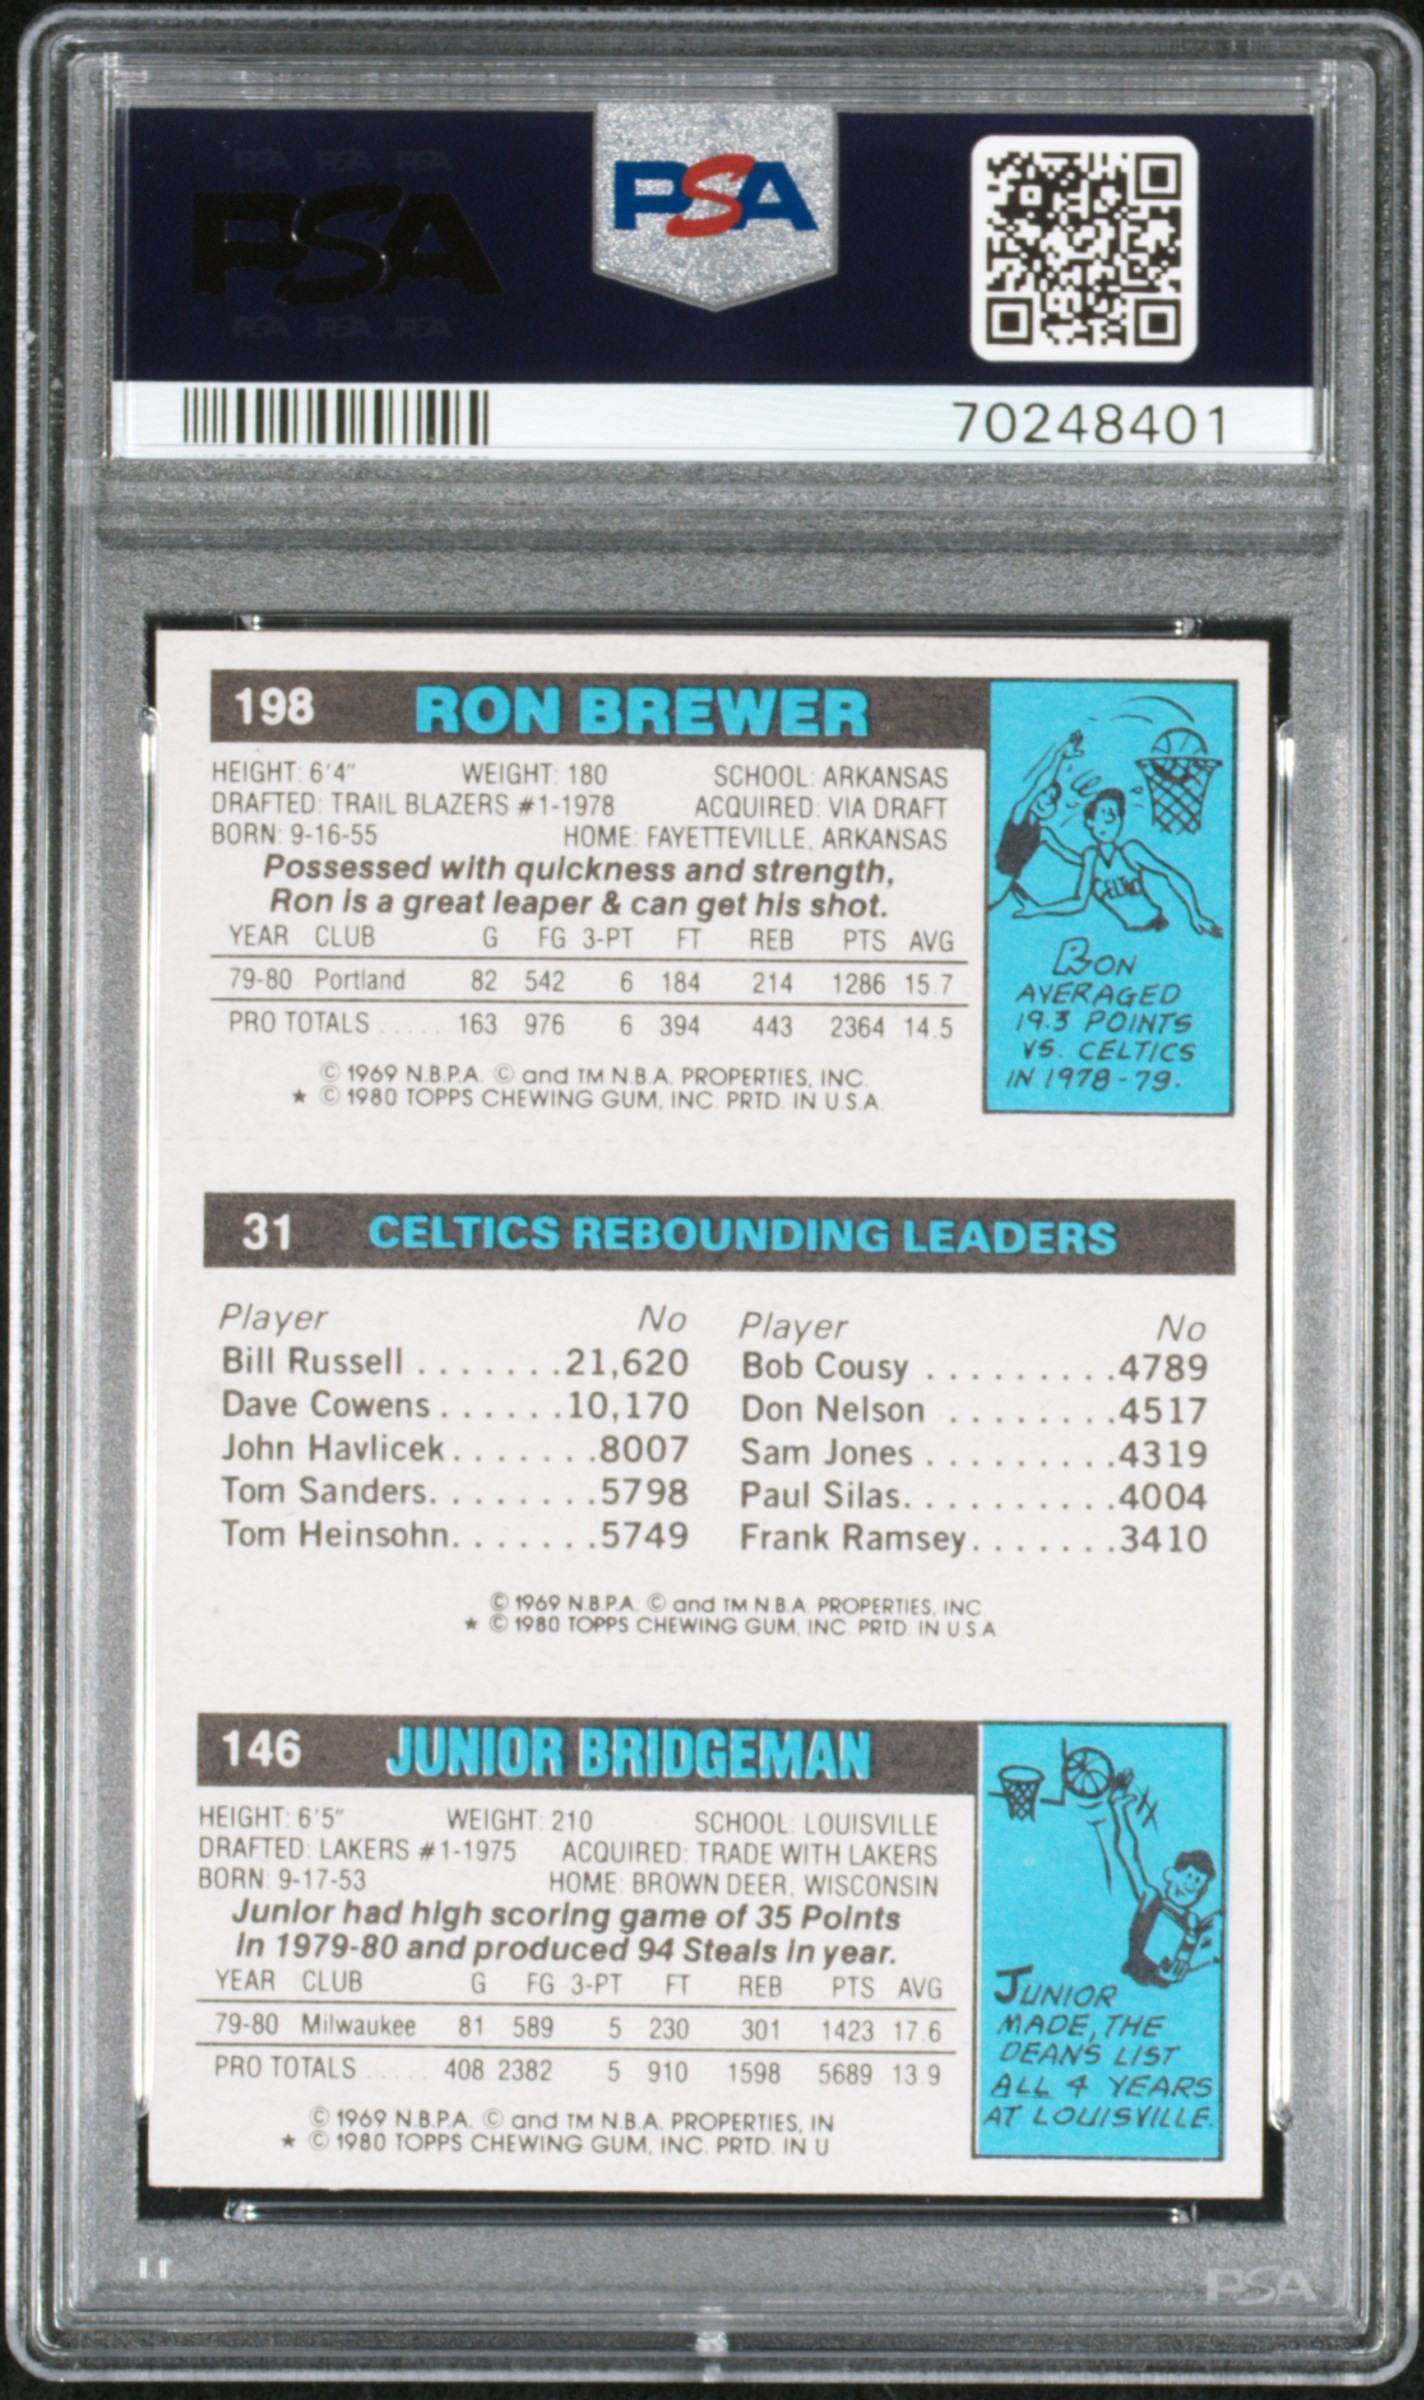 PSA PSA PSA
PSA
PSA PSA PSA
PSA
70248401
198 RON BREWER
HEIGHT: 6'4" WEIGHT: 180 SCHOOL: ARKANSAS
DRAFTED: TRAIL BLAZERS #1-1978 ACQUIRED: VIA DRAFT
BORN: 9-16-55 HOME: FAYETTEVILLE, ARKANSAS
Possessed with quickness and strength,
Ron is a great leaper & can get his shot.
YEAR CLUB G FG 3-PT FT REB PTS AVG
79-80 Portland 82 542 6 184 214 1286 15.7
PRO TOTALS ..... 163 976 6 394 443 2364 14.5
© 1969 N.B.P.A. © and TM N.B.A. PROPERTIES, INC.
* © 1980 TOPPS CHEWING GUM, INC. PRTD. IN U.S.A.
CELTIC
RON
AVERAGED
19.3 POINTS
VS. CELTICS
IN 1978-79.
31 CELTICS REBOUNDING LEADERS
Player No Player No
Bill Russell .......21,620 Bob Cousy .........4789
Dave Cowens ......10,170 Don Nelson ........4517
John Havlicek.......8007 Sam Jones .........4319
Tom Sanders........5798 Paul Silas..........4004
Tom Heinsohn.......5749 Frank Ramsey.......3410
© 1969 N.B.P.A. © and TM N.B.A. PROPERTIES, INC
* © 1980 TOPPS CHEWING GUM, INC. PRTD. IN U.S.A
146 JUNIOR BRIDGEMAN
HEIGHT: 6'5" WEIGHT: 210 SCHOOL: LOUISVILLE
DRAFTED: LAKERS #1-1975 ACQUIRED: TRADE WITH LAKERS
BORN: 9-17-53 HOME: BROWN DEER, WISCONSIN
Junior had high scoring game of 35 Points
in 1979-80 and produced 94 Steals in year.
YEAR CLUB G FG 3-PT FT REB PTS AVG
79-80 Milwaukee 81 589 5 230 301 1423 17.6
PRO TOTALS ..... 408 2382 5 910 1598 5689 13.9
© 1969 N.B.P.A. © and TM N.B.A. PROPERTIES, IN
* © 1980 TOPPS CHEWING GUM, INC. PRTD. IN U
JUNIOR
MADE, THE
DEAN'S LIST
ALL 4 YEARS
AT LOUISVILLE.
PSA